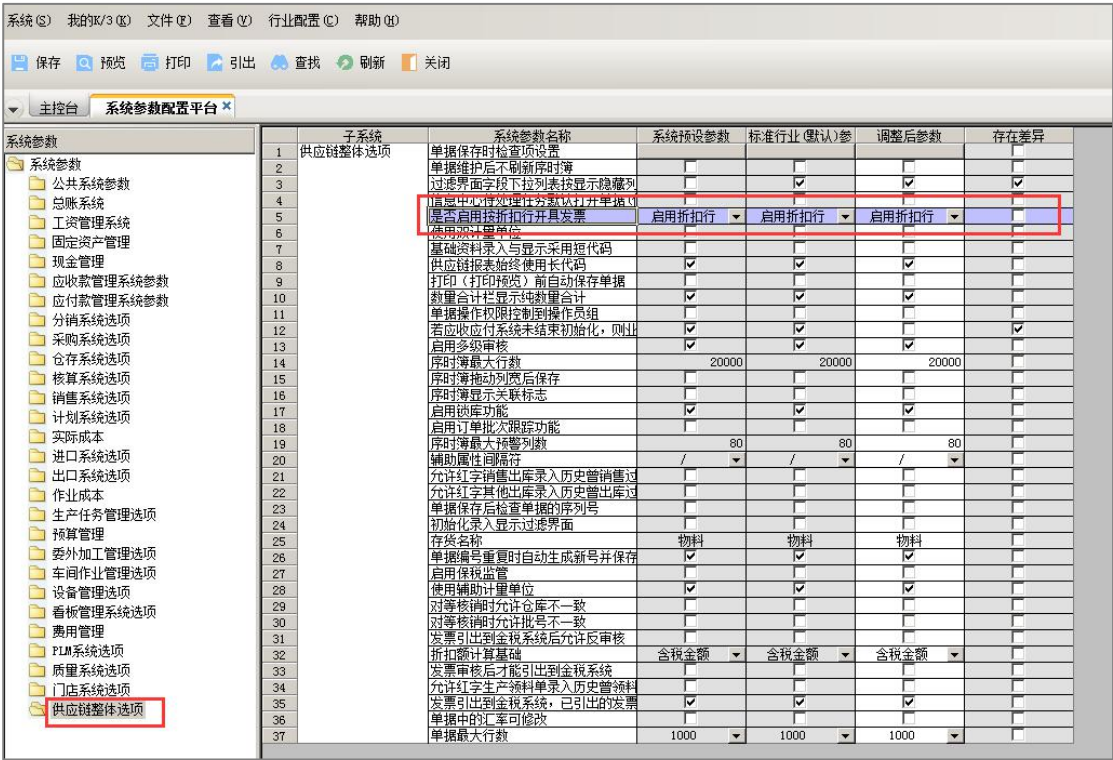 系统(S) 我的K/3(K) 文件(F) 查看(V) 行业配置(C) 帮助(H)
保存 预览 打印 引出 查找 刷新 关闭
主控台 系统参数配置平台 ×
系统参数
系统参数
公共系统参数
总账系统
工资管理系统
固定资产管理
现金管理
应收款管理系统参数
应付款管理系统参数
分销系统选项
采购系统选项
仓存系统选项
核算系统选项
销售系统选项
计划系统选项
实际成本
进口系统选项
出口系统选项
作业成本
生产任务管理选项
预算管理
委外加工管理选项
车间作业管理选项
设备管理选项
看板管理系统选项
费用管理
PLM系统选项
质量系统选项
门店系统选项
供应链整体选项
子系统 系统参数名称 系统预设参数 标准行业(默认)参 调整后参数 存在差异
1 供应链整体选项 单据保存时检查项设置
2 单据维护后不刷新序时簿
3 过滤界面字段下拉列表按显示隐藏列
4 信息中心待处理任务默认打开单据(
5 是否启用按折扣行开具发票 启用折扣行 启用折扣行 启用折扣行
6 使用双计量单位
7 基础资料录入与显示采用短代码
8 供应链报表始终使用长代码
9 打印（打印预览）前自动保存单据
10 数量合计栏显示纯数量合计
11 单据操作权限控制到操作员组
12 若应收应付系统未结束初始化，则业
13 启用多级审核
14 序时簿最大行数 20000 20000 20000
15 序时簿拖动列宽后保存
16 序时簿显示关联标志
17 启用锁库功能
18 启用订单批次跟踪功能
19 序时簿最大预警列数 80 80 80
20 辅助属性间隔符 / / /
21 允许红字销售出库录入历史曾销售过
22 允许红字其他出库录入历史曾出库过
23 单据保存后检查单据的序列号
24 初始化录入显示过滤界面
25 存货名称 物料 物料 物料
26 单据编号重复时自动生成新号并保存
27 启用保税监管
28 使用辅助计量单位
29 对等核销时允许仓库不一致
30 对等核销时允许批号不一致
31 发票引出到金税系统后允许反审核
32 折扣额计算基础 含税金额 含税金额 含税金额
33 发票审核后才能引出到金税系统
34 允许红字生产领料单录入历史曾领料
35 发票引出到金税系统，已引出的发票
36 单据中的汇率可修改
37 单据最大行数 1000 1000 1000